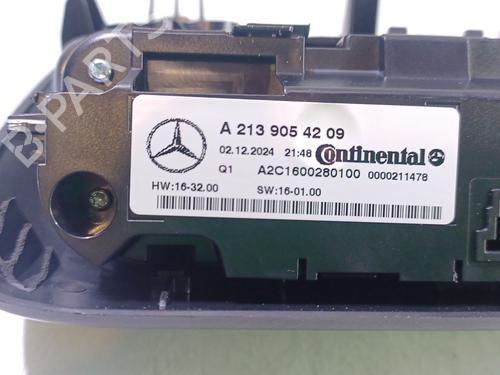 B-PARTS
A 213 905 42 09
02.12.2024 21:48 Continental
Q1 A2C1600280100 0000211478
HW:16-32.00 SW:16-01.00